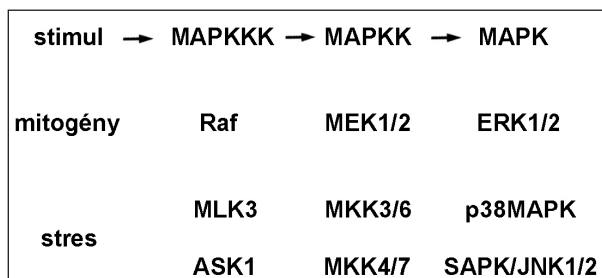 stimul → MAPKKK → MAPKK → MAPK
mitogény Raf MEK1/2 ERK1/2
MLK3 MKK3/6 p38MAPK
stres
ASK1 MKK4/7 SAPK/JNK1/2